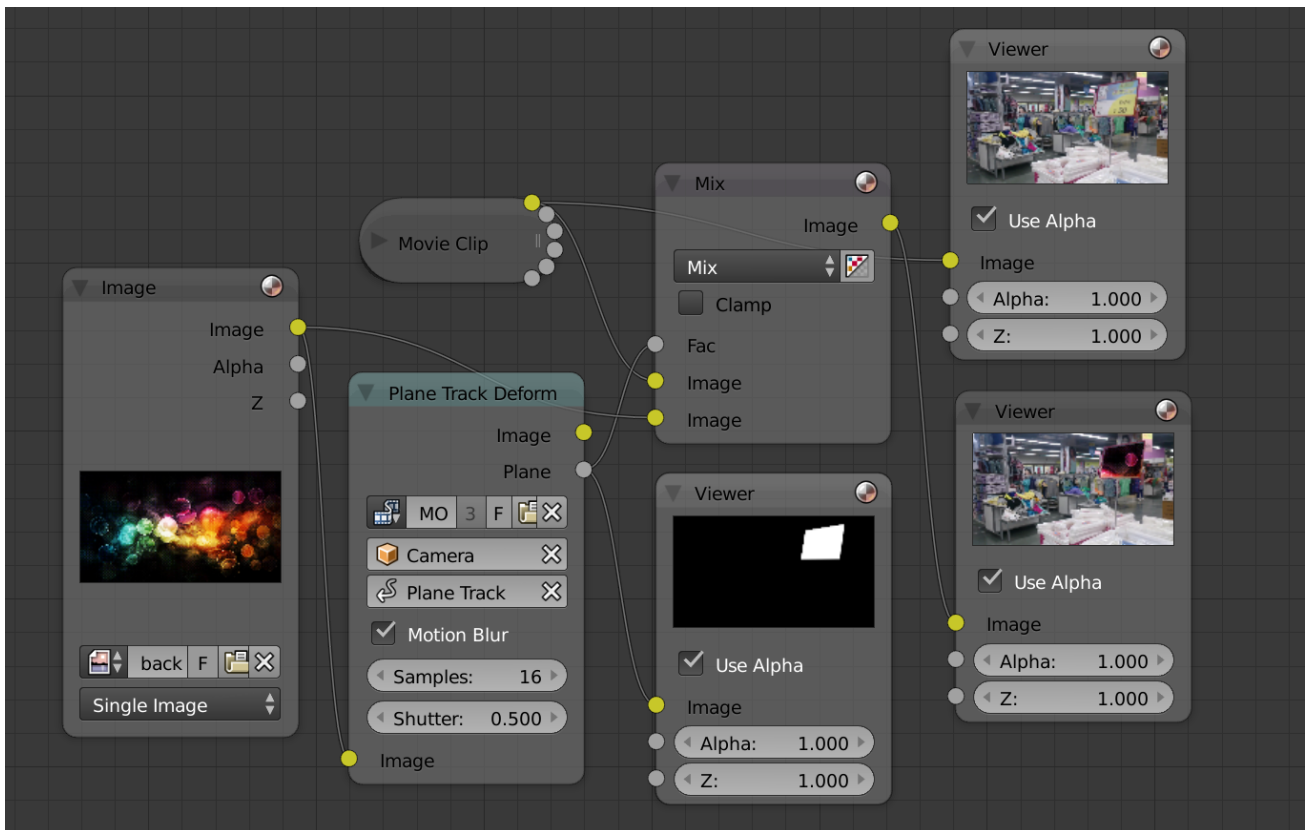 Image
Image
Alpha
Z
back F
Single Image
Movie Clip
Plane Track Deform
Image
Plane
MO 3 F
Camera
Plane Track
Motion Blur
Samples: 16
Shutter: 0.500
Image
Mix
Image
Mix
Clamp
Fac
Image
Image
Viewer
Use Alpha
Image
Alpha: 1.000
Z: 1.000
Viewer
Use Alpha
Image
Alpha: 1.000
Z: 1.000
Viewer
Use Alpha
Image
Alpha: 1.000
Z: 1.000